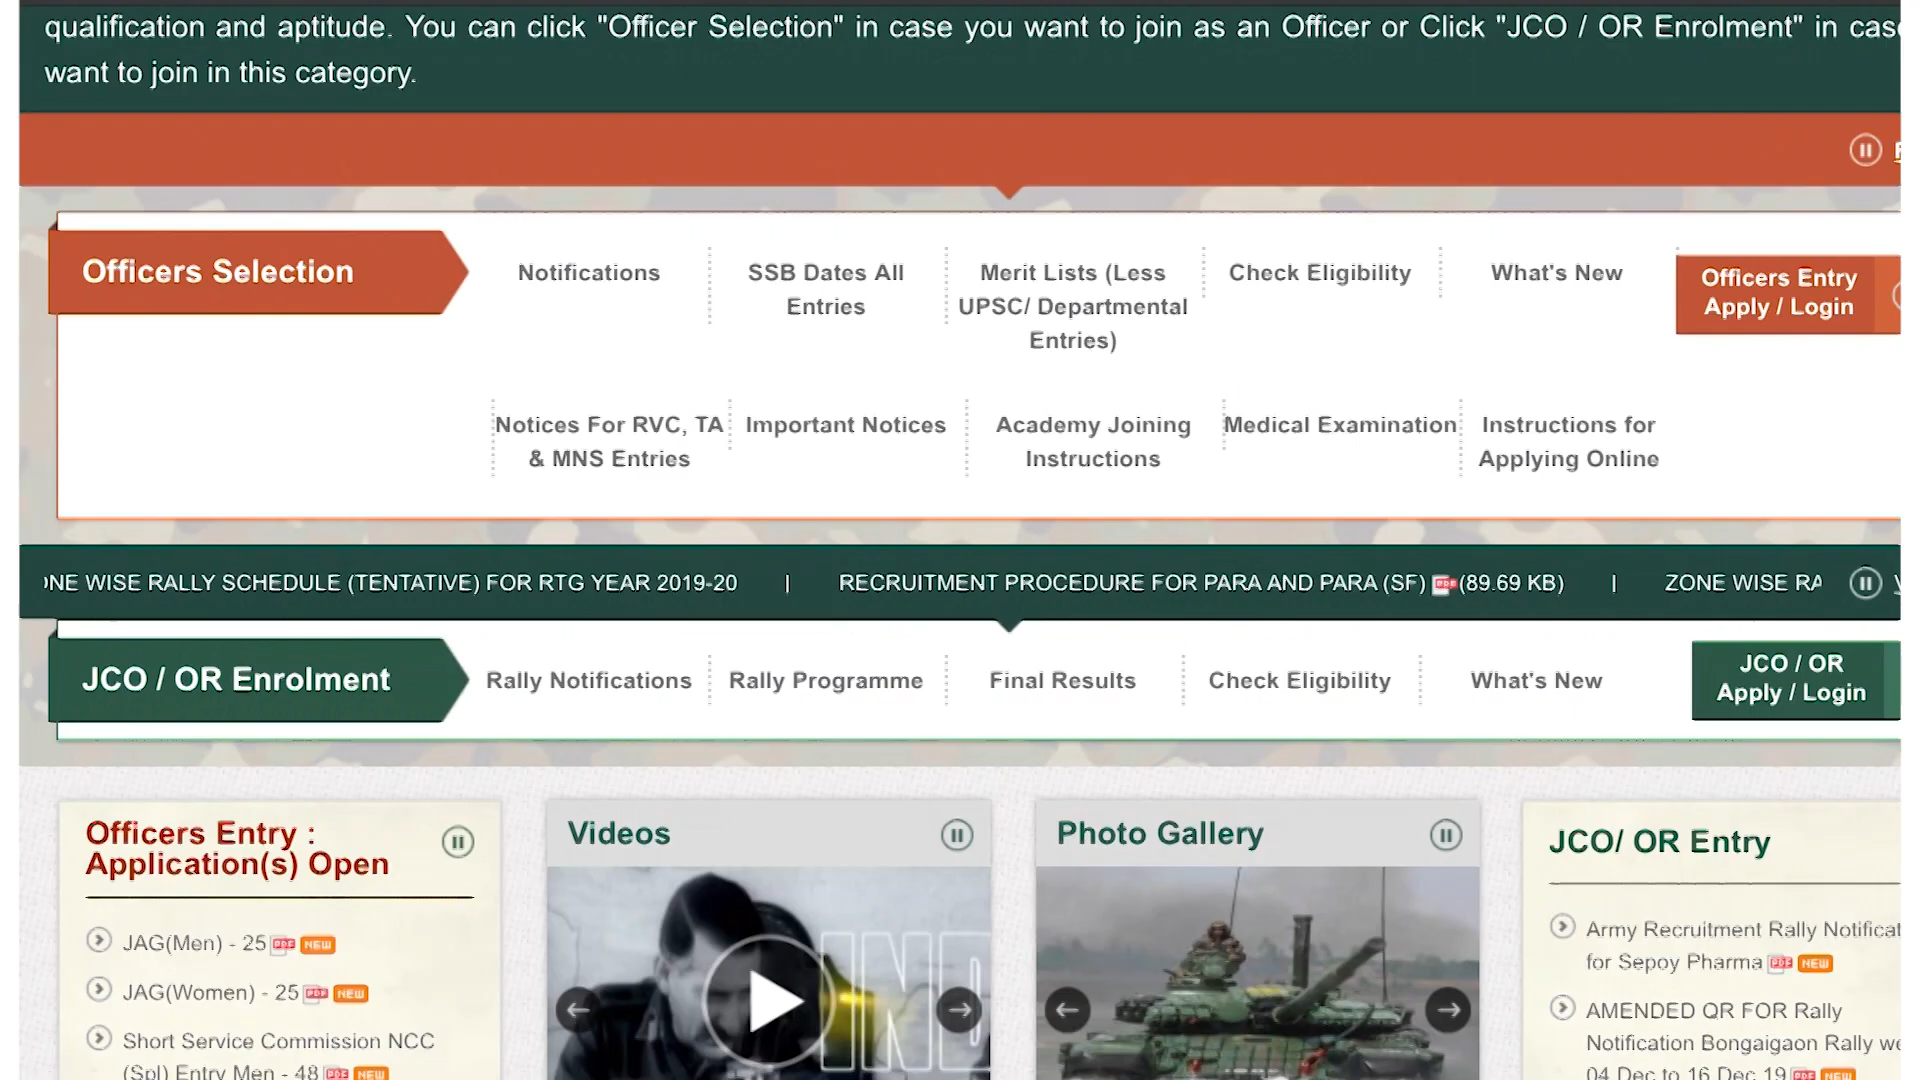 qualification and aptitude. You can click "Officer Selection" in case you want to join as an Officer or Click "JCO / OR Enrolment" in
want to join in this category.
Officers Selection
Notifications
SSB Dates All
Entries
Merit Lists (Less
UPSC/ Departmental
Entries)
Check Eligibility
What's New
Officers Entry
Apply / Login
Notices For RVC, TA
& MNS Entries
Important Notices
Academy Joining
Instructions
Medical Examination
Instructions for
Applying Online
WISE RALLY SCHEDULE (TENTATIVE) FOR RTG YEAR 2019-20 | RECRUITMENT PROCEDURE FOR PARA AND PARA (SF) PDF (89.69 KB) | ZONE WISE
JCO / OR Enrolment
Rally Notifications
Rally Programme
Final Results
Check Eligibility
What's New
JCO / OR
Apply / Login
Officers Entry :
Application(s) Open
JAG(Men) - 25 PDF NEW
JAG(Women) - 25 PDF NEW
Short Service Commission NCC
(Spl) Entry Men - 48 PDF NEW
Videos
IND
Photo Gallery
JCO/ OR Entry
Army Recruitment Rally
for Sepoy Pharma PDF NEW
AMENDED QR FOR Rally
Notification Bongaigaon Rally
04 Dec to 16 Dec 19 PDF NEW